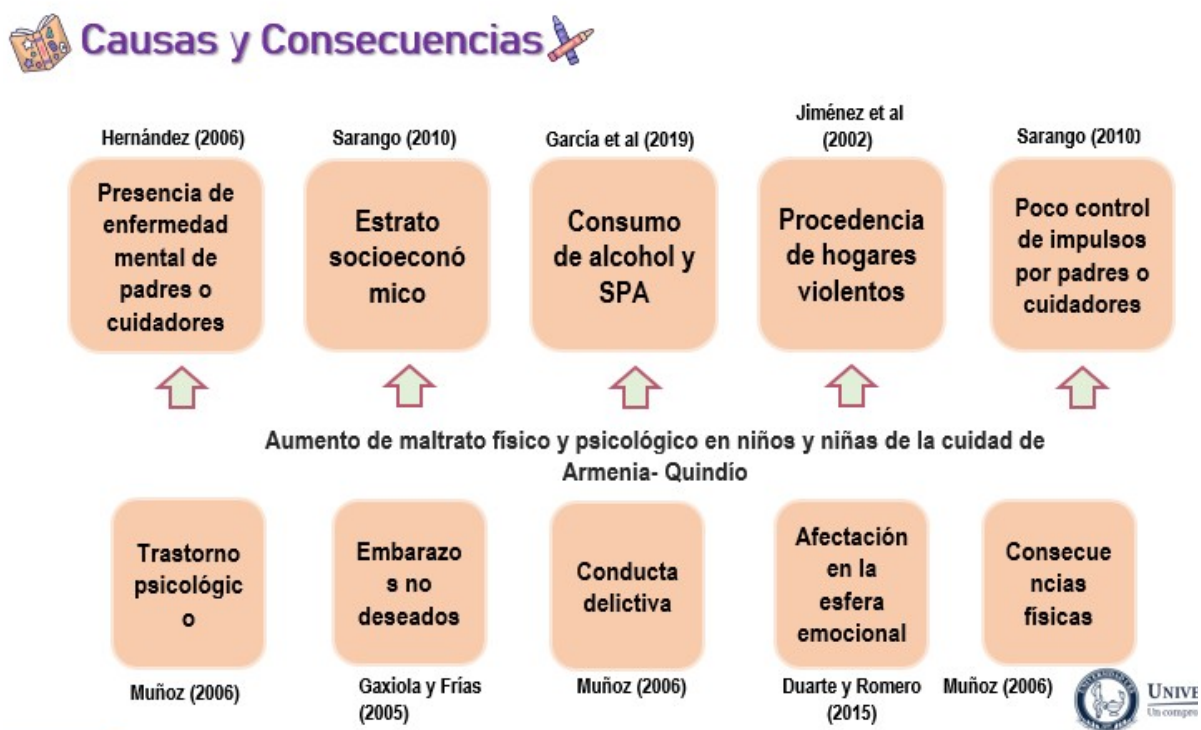 Causas y Consecuencias
Hernández (2006)
Sarango (2010)
García et al (2019)
Jiménez et al
(2002)
Sarango (2010)
Presencia de
enfermedad
mental de
padres o
cuidadores
Estrato
socioeconó
mico
Consumo
de alcohol y
SPA
Procedencia
de hogares
violentos
Poco control
de impulsos
por padres o
cuidadores
Aumento de maltrato físico y psicológico en niños y niñas de la cuidad de
Armenia- Quindío
Trastorno
psicológic
o
Embarazo
s no
deseados
Conducta
delictiva
Afectación
en la
esfera
emocional
Consecue
ncias
físicas
Muñoz (2006)
Gaxiola y Frías
(2005)
Muñoz (2006)
Duarte y Romero
(2015)
Muñoz (2006)
UNIVE
Un compro